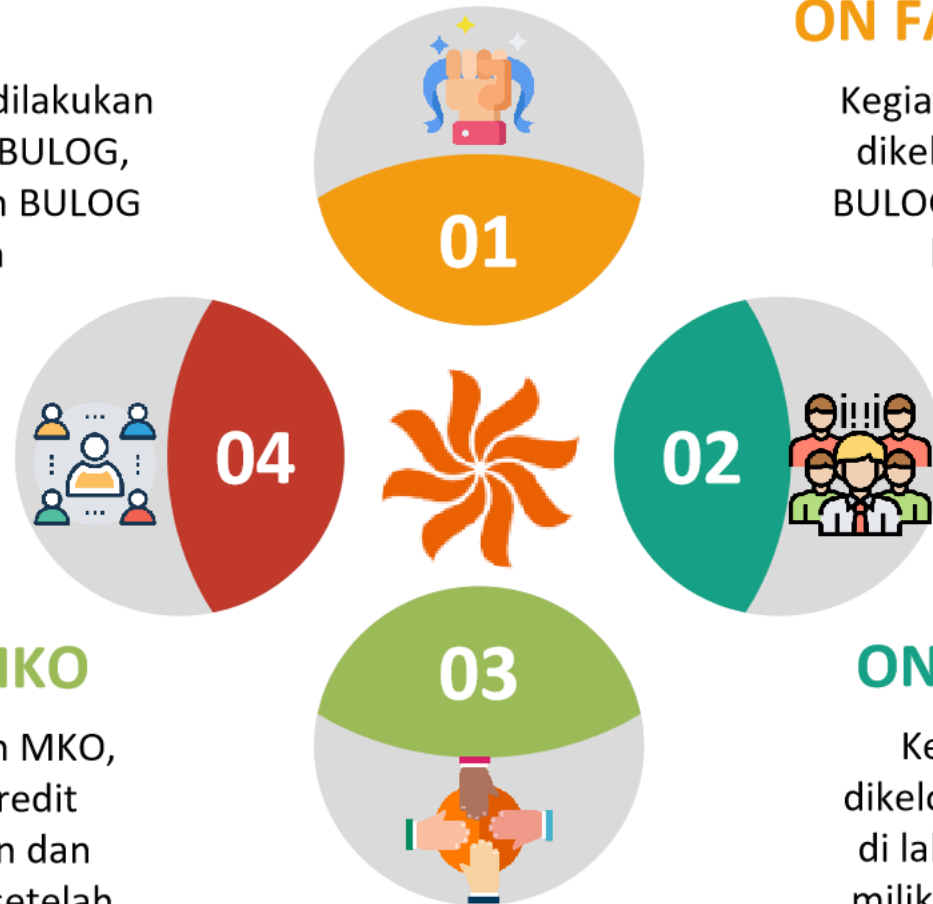 ON FA
dilakukan
BULOG,
n BULOG
Kegia
dikel
BULOG
01
04
02
03
IKO
n MKO,
redit
n dan
setelah
ON
Ke
dikelo
di la
milik